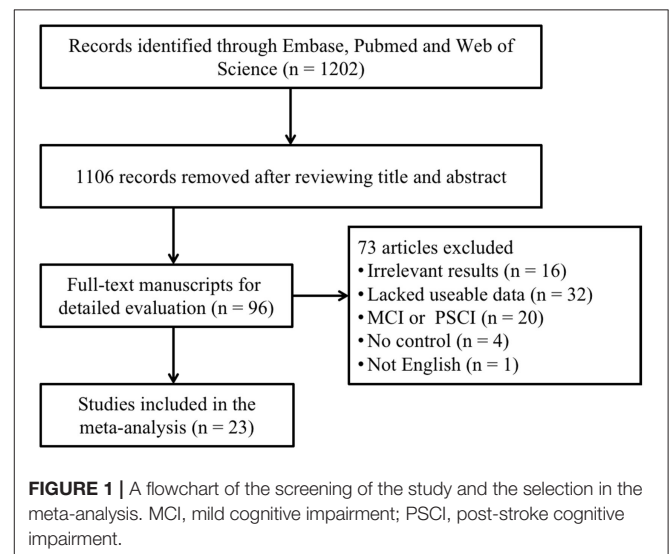 Records identified through Embase, Pubmed and Web of
Science (n = 1202)
1106 records removed after reviewing title and abstract
Full-text manuscripts for
detailed evaluation (n = 96)
73 articles excluded
• Irrelevant results (n = 16)
• Lacked useable data (n = 32)
• MCI or PSCI (n = 20)
• No control (n = 4)
• Not English (n = 1)
Studies included in the
meta-analysis (n = 23)
FIGURE 1 | A flowchart of the screening of the study and the selection in the
meta-analysis. MCI, mild cognitive impairment; PSCI, post-stroke cognitive
impairment.